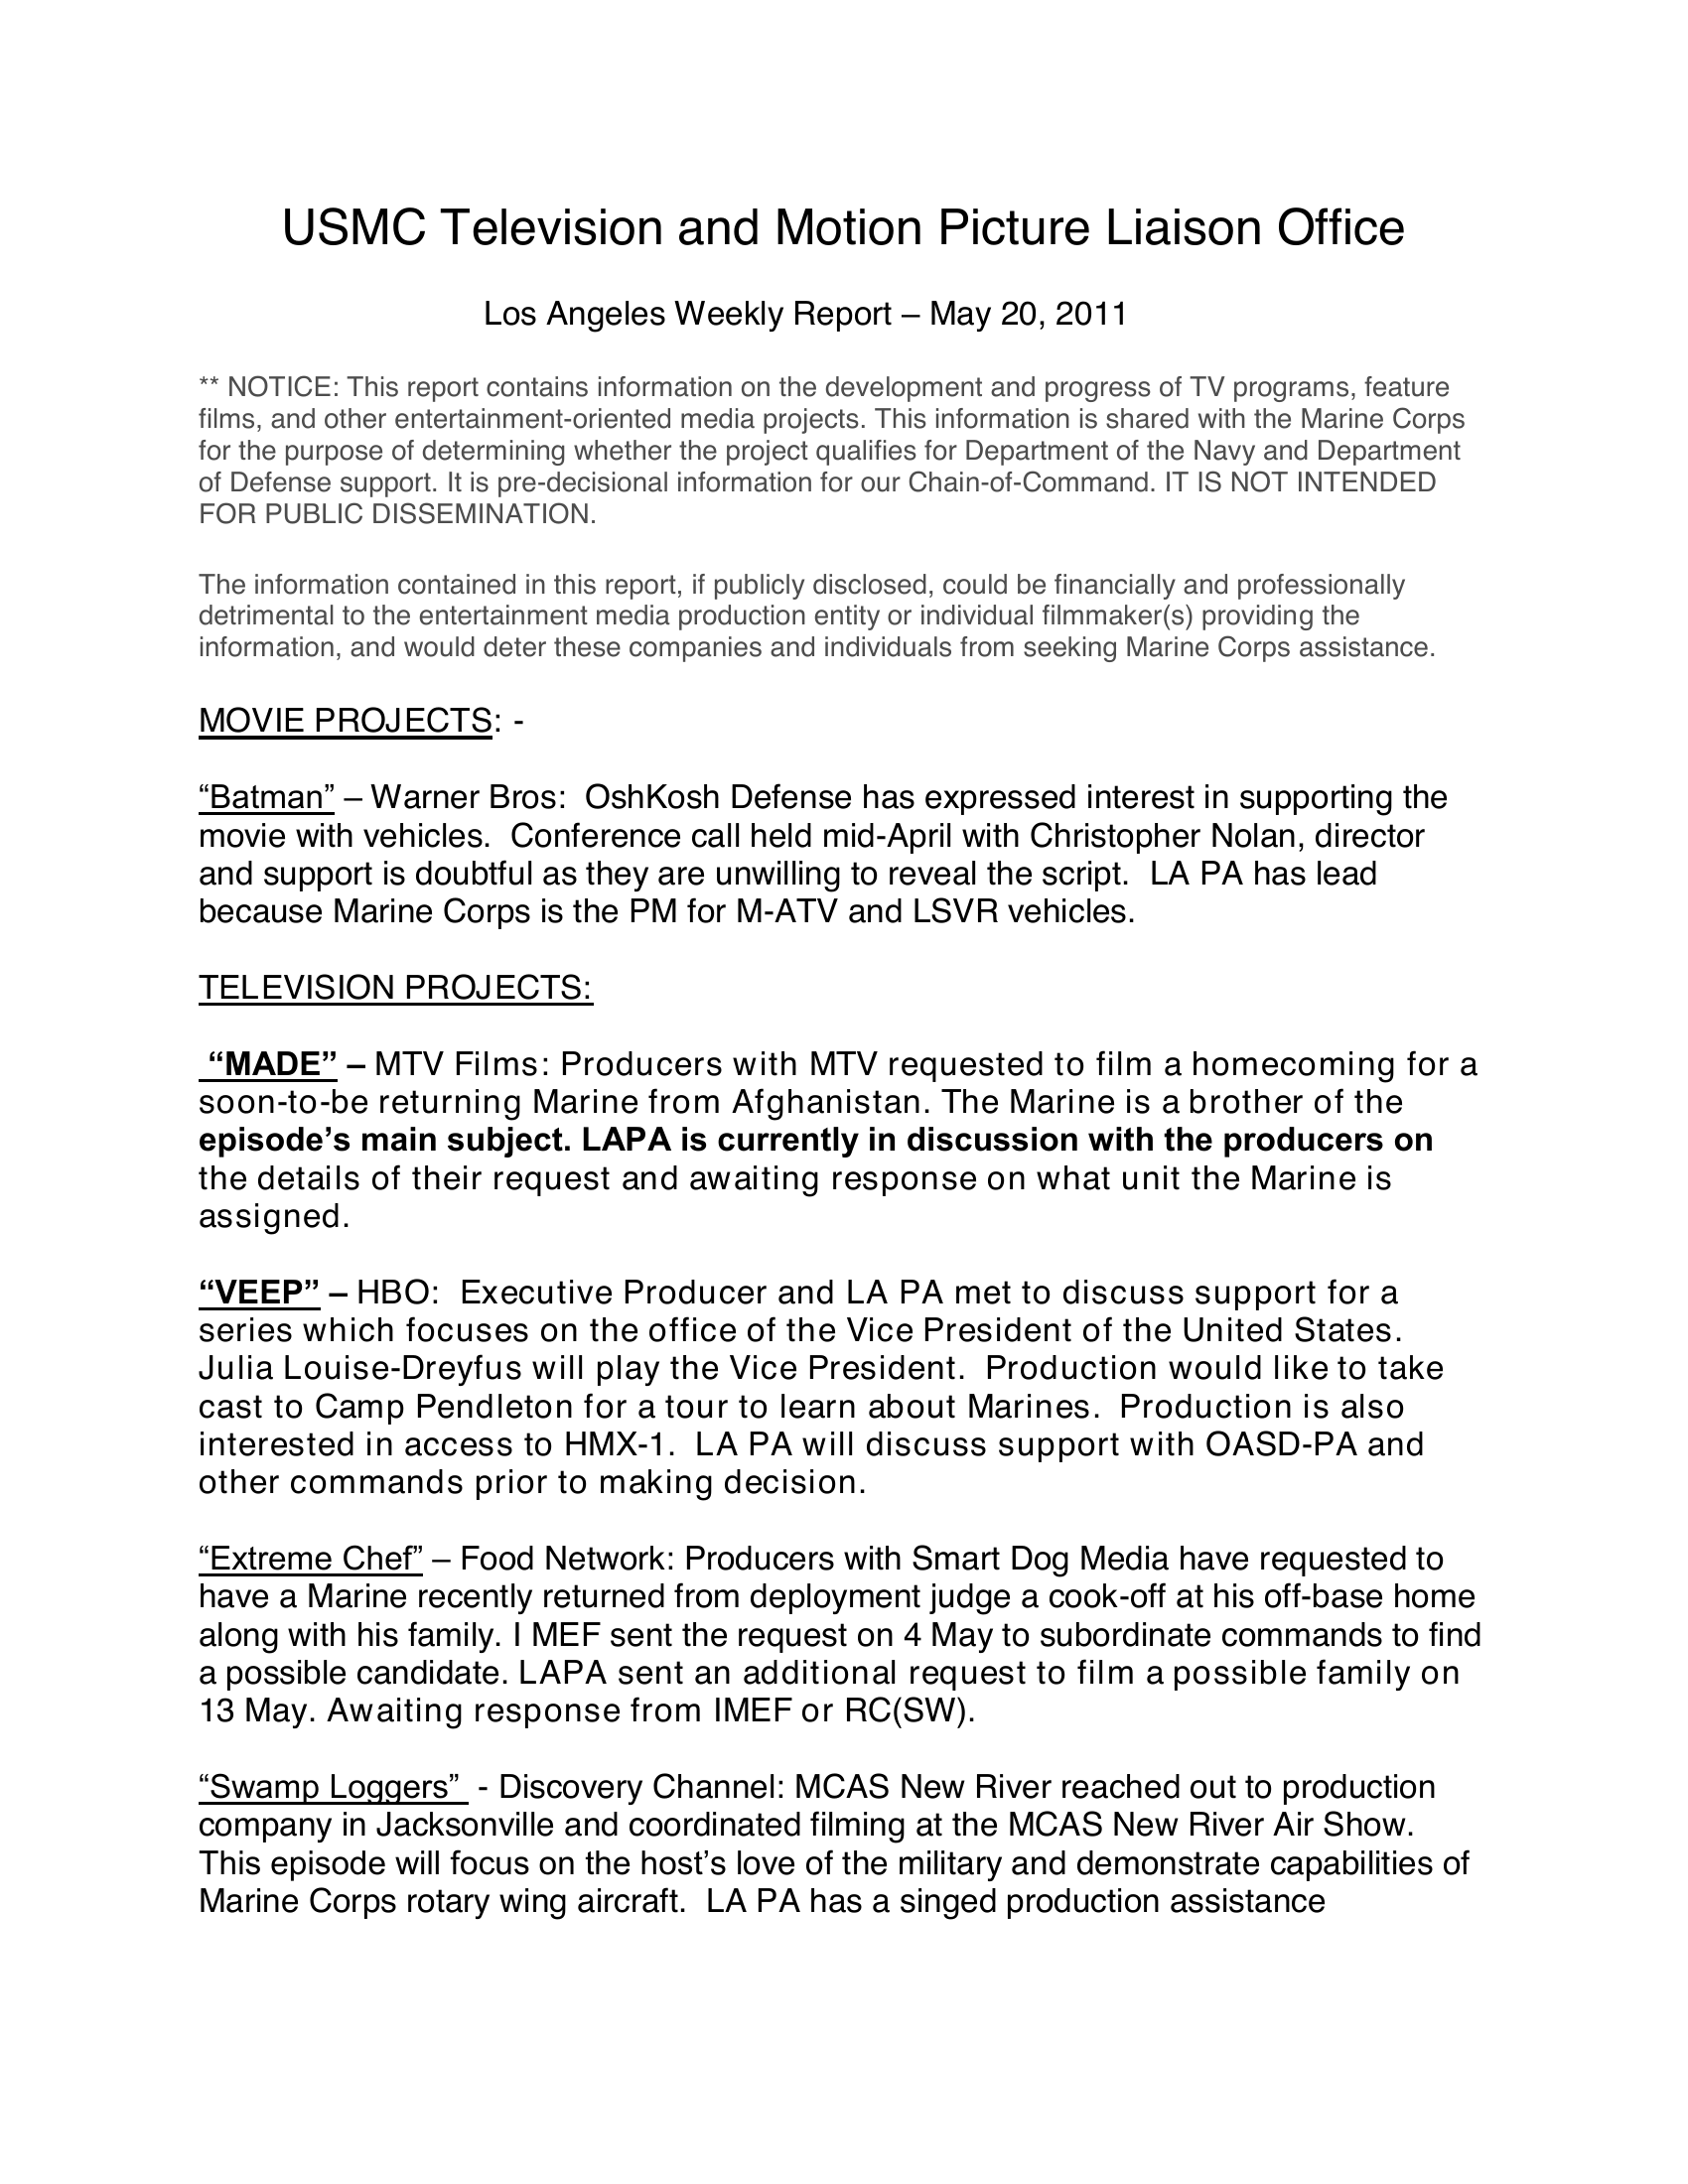 USMC Television and Motion Picture Liaison Office
Los Angeles Weekly Report – May 20, 2011
** NOTICE: This report contains information on the development and progress of TV programs, feature
films, and other entertainment-oriented media projects. This information is shared with the Marine Corps
for the purpose of determining whether the project qualifies for Department of the Navy and Department
of Defense support. It is pre-decisional information for our Chain-of-Command. IT IS NOT INTENDED
FOR PUBLIC DISSEMINATION.
The information contained in this report, if publicly disclosed, could be financially and professionally
detrimental to the entertainment media production entity or individual filmmaker(s) providing the
information, and would deter these companies and individuals from seeking Marine Corps assistance.
MOVIE PROJECTS: -
“Batman” – Warner Bros:  OshKosh Defense has expressed interest in supporting the
movie with vehicles.  Conference call held mid-April with Christopher Nolan, director
and support is doubtful as they are unwilling to reveal the script.  LA PA has lead
because Marine Corps is the PM for M-ATV and LSVR vehicles.
TELEVISION PROJECTS:
“MADE” – MTV Films: Producers with MTV requested to film a homecoming for a
soon-to-be returning Marine from Afghanistan. The Marine is a brother of the
episode’s main subject. LAPA is currently in discussion with the producers on
the details of their request and awaiting response on what unit the Marine is
assigned.
“VEEP” – HBO:  Executive Producer and LA PA met to discuss support for a
series which focuses on the office of the Vice President of the United States.
Julia Louise-Dreyfus will play the Vice President.  Production would like to take
cast to Camp Pendleton for a tour to learn about Marines.  Production is also
interested in access to HMX-1.  LA PA will discuss support with OASD-PA and
other commands prior to making decision.
“Extreme Chef” – Food Network: Producers with Smart Dog Media have requested to
have a Marine recently returned from deployment judge a cook-off at his off-base home
along with his family. I MEF sent the request on 4 May to subordinate commands to find
a possible candidate. LAPA sent an additional request to film a possible family on
13 May. Awaiting response from IMEF or RC(SW).
“Swamp Loggers”  - Discovery Channel: MCAS New River reached out to production
company in Jacksonville and coordinated filming at the MCAS New River Air Show.
This episode will focus on the host’s love of the military and demonstrate capabilities of
Marine Corps rotary wing aircraft.  LA PA has a singed production assistance